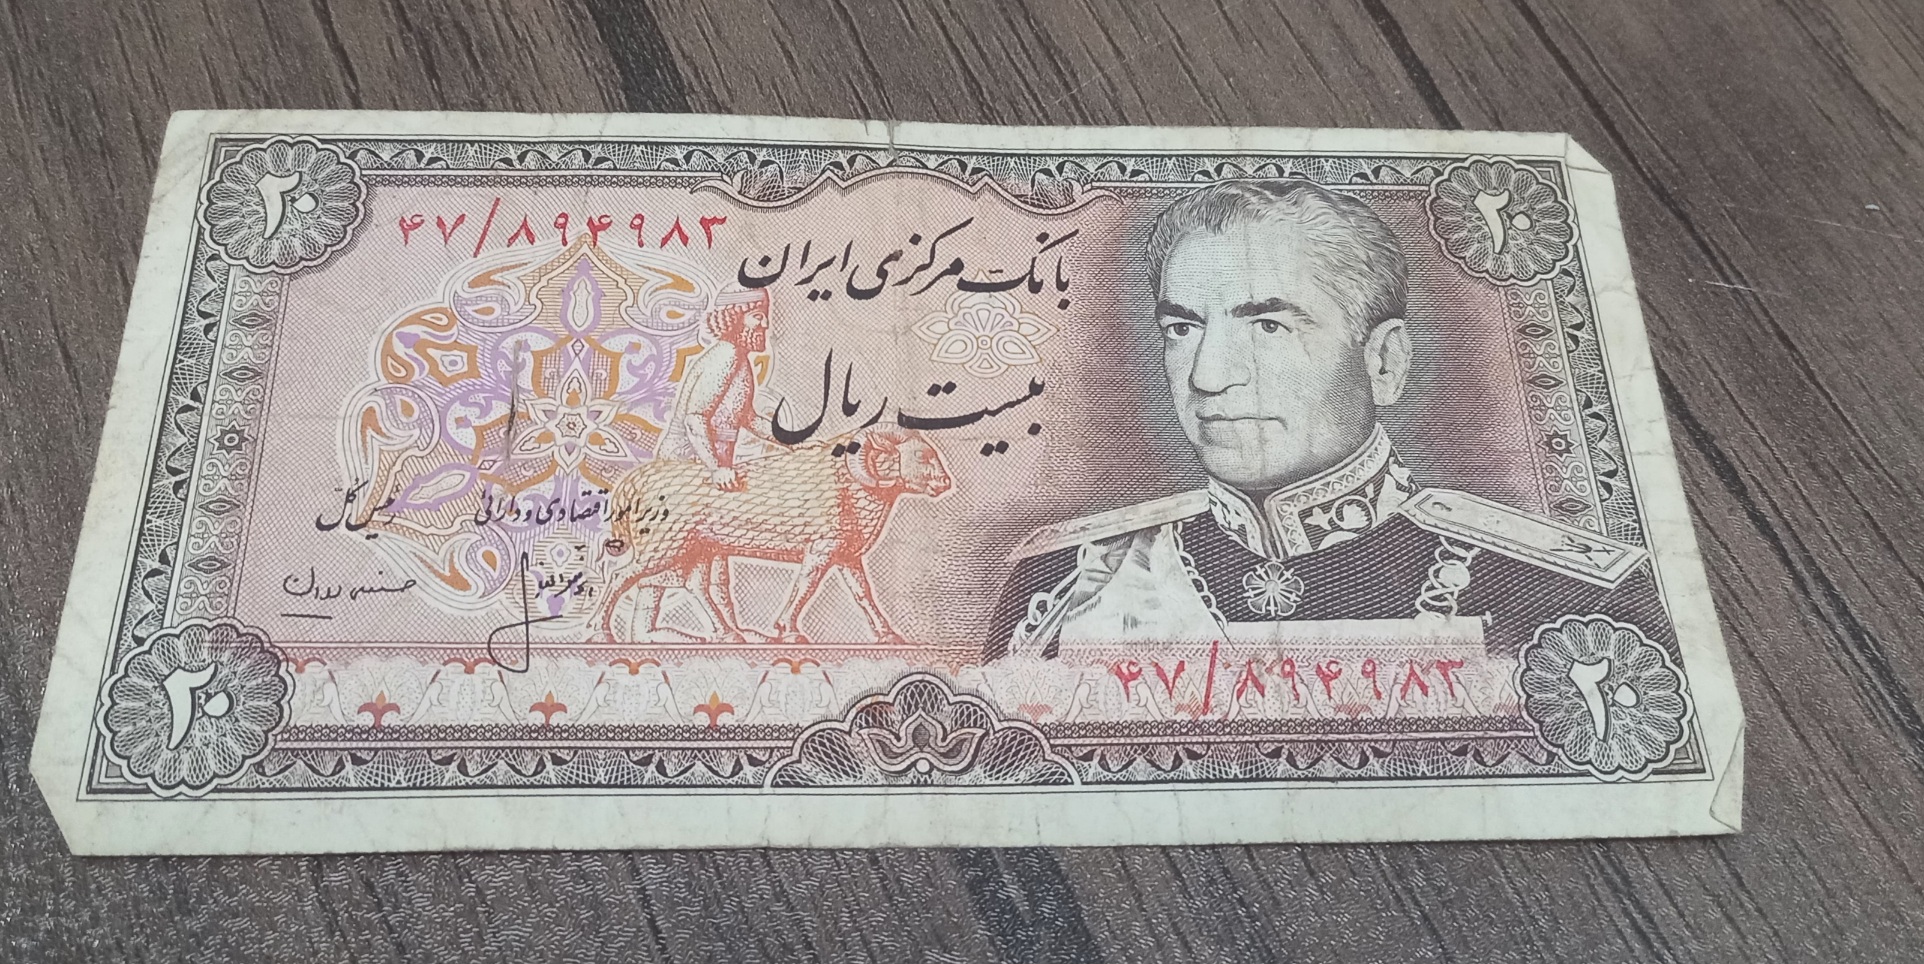 ۲۰
۲۰
۴۷/۸۹۴۹۸۳
بانک مرکزی ایران
بیست ریال
وزیر امور اقتصادی و دارائی
رئیس کل
۴۷/۸۹۴۹۸۳
۲۰
۲۰